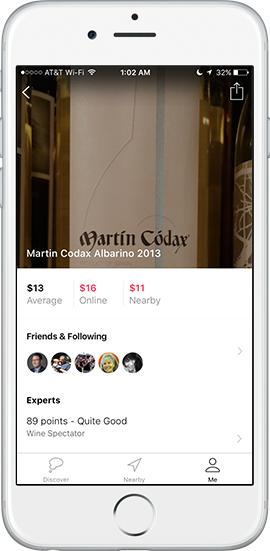 AT&T Wi-Fi 1:02 AM 32%
Martín Códax
Martin Codax Albarino 2013
$13 $16 $11
Average Online Nearby
Friends & Following
Experts
89 points - Quite Good
Wine Spectator
Discover Nearby Me